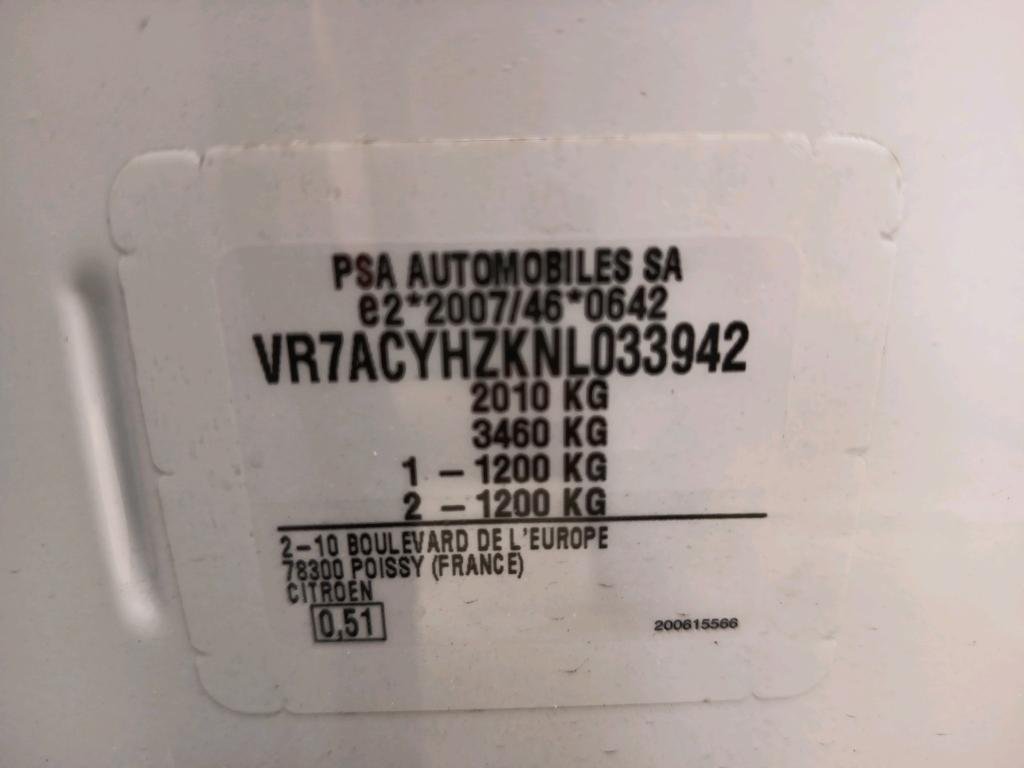 PSA AUTOMOBILES SA
e2*2007/46*0642
VR7ACYHZKNL033942
2010 KG
3460 KG
1 – 1200 KG
2 – 1200 KG
2–10 BOULEVARD DE L'EUROPE
78300 POISSY (FRANCE)
CITROEN
0,51
200615566